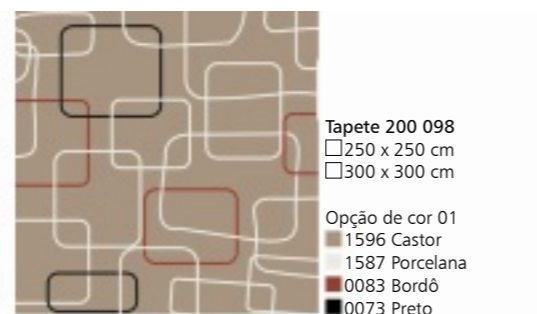 Tapete 200 098
250 x 250 cm
300 x 300 cm
Opção de cor 01
1596 Castor
1587 Porcelana
0083 Bordô
0073 Preto